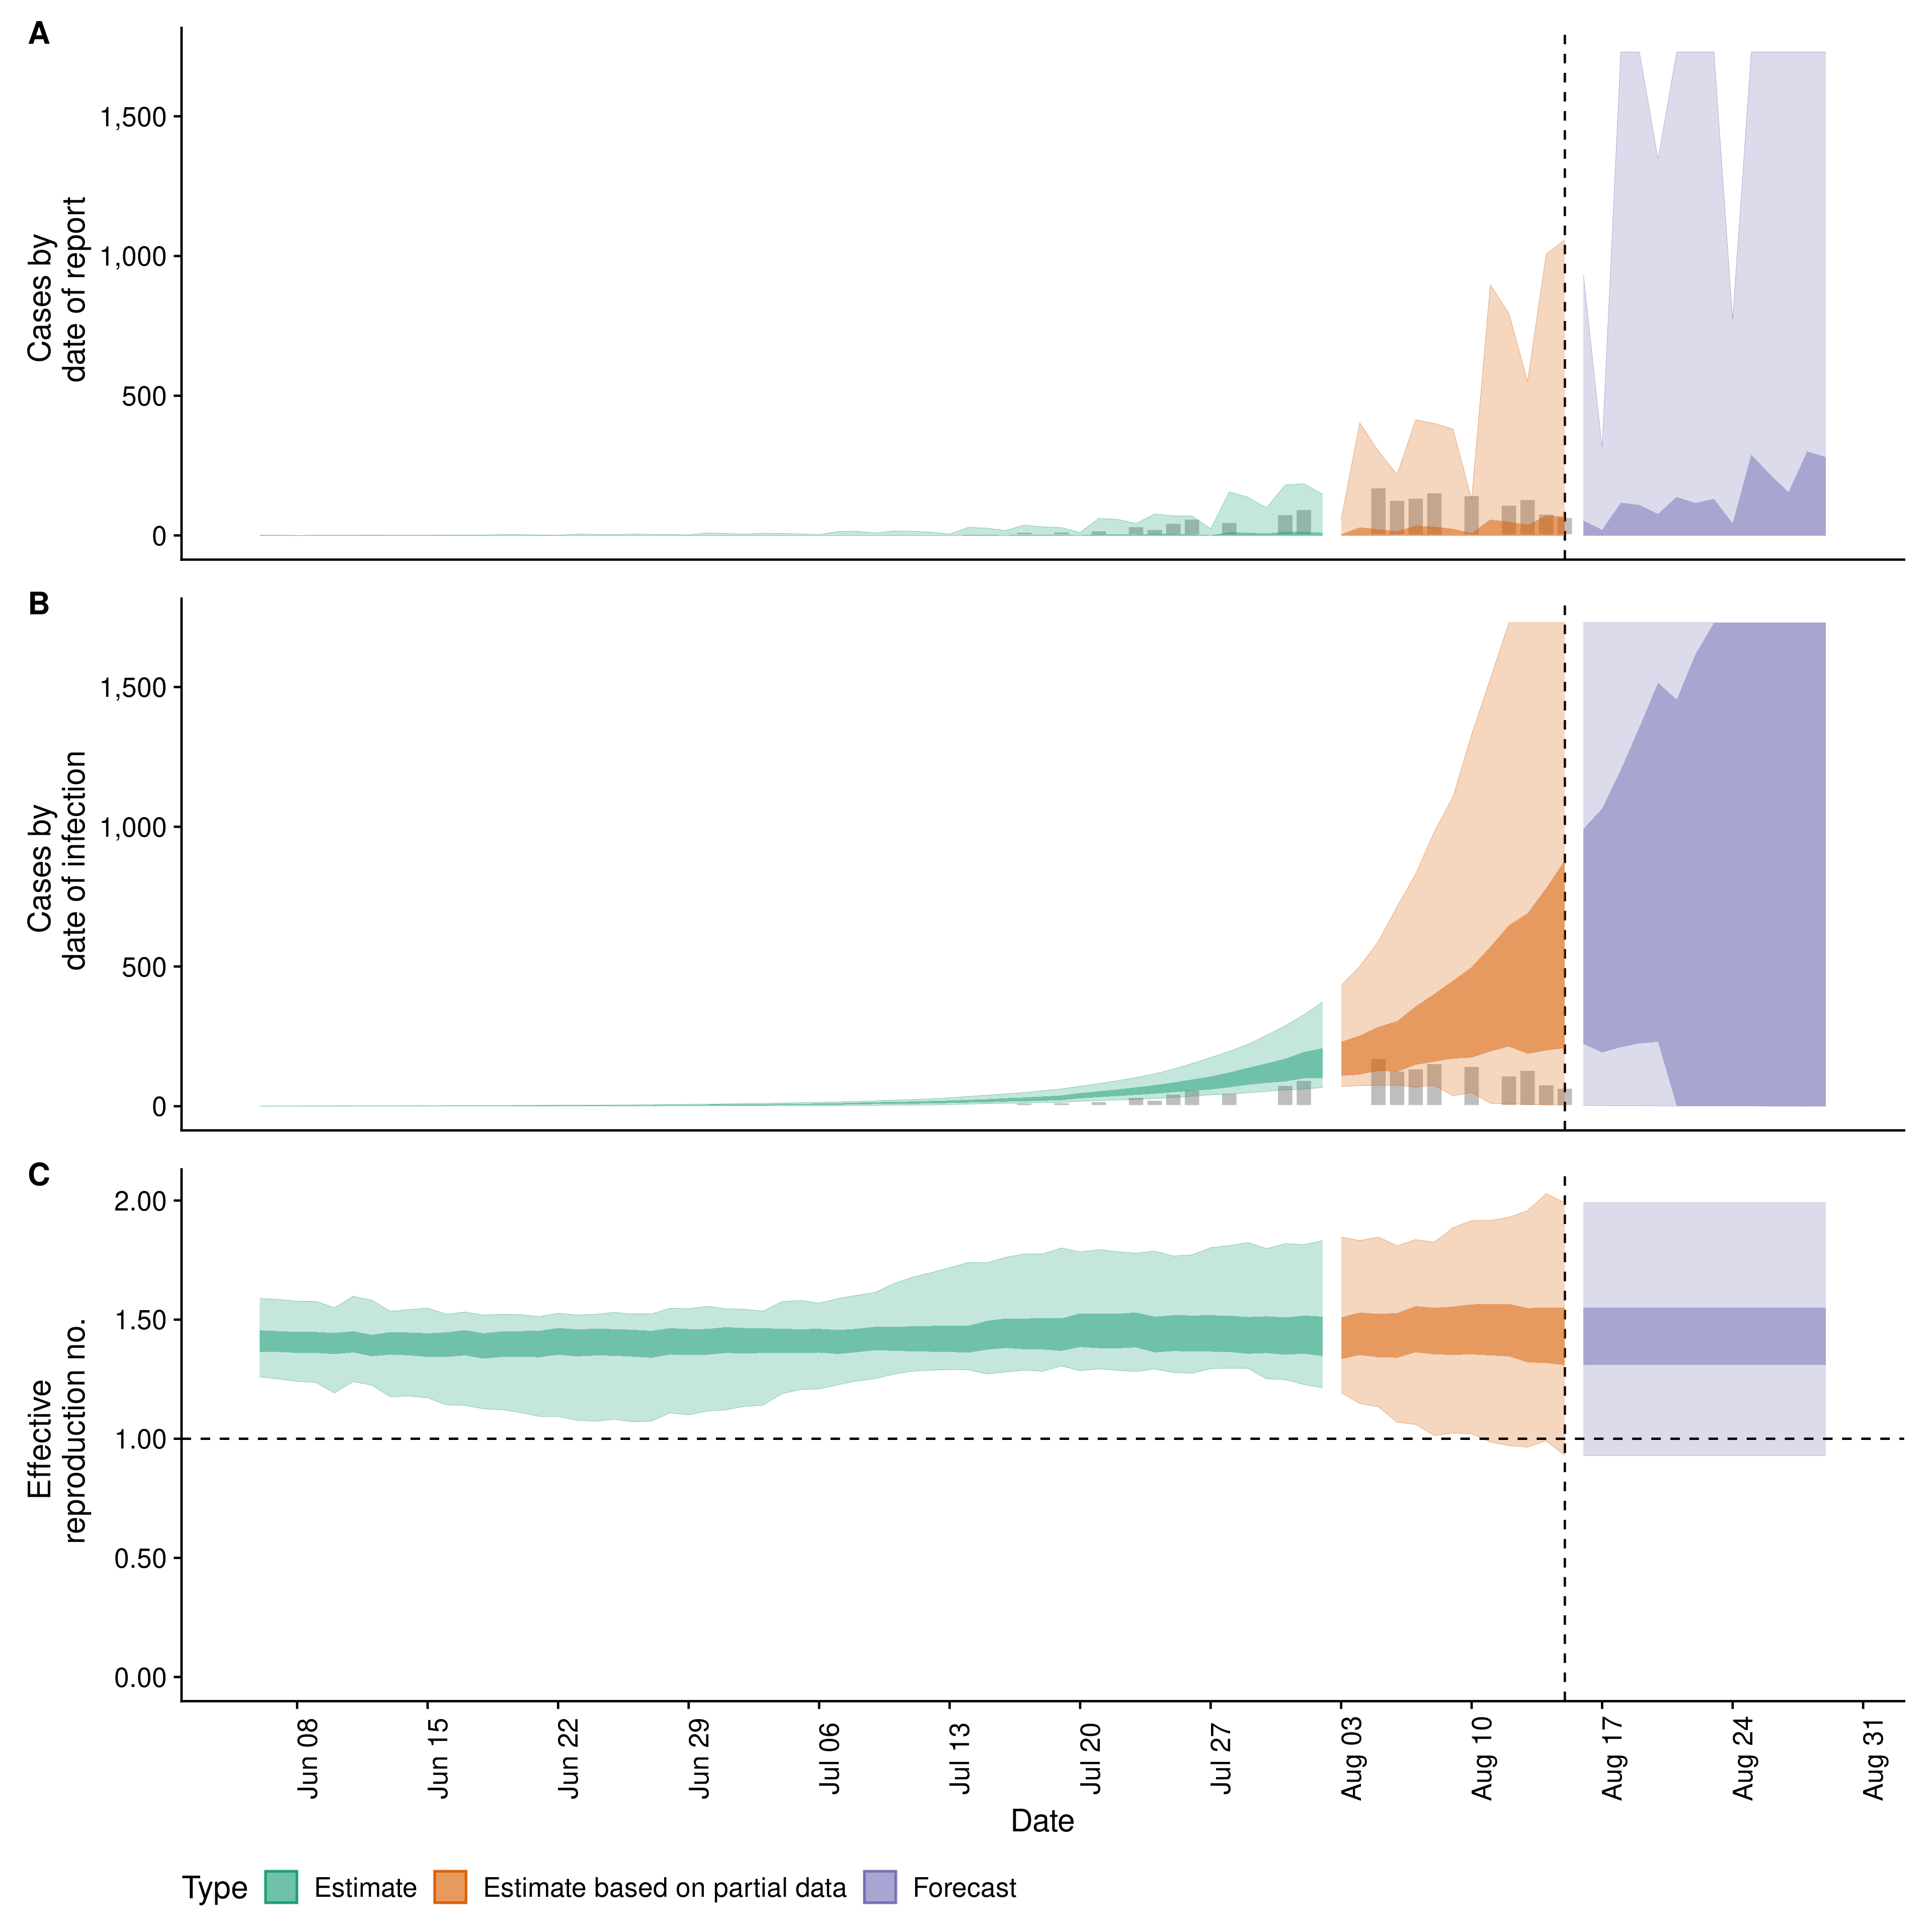 A
Cases by
date of report
1,500
1,000
500
0
B
Cases by
date of infection
1,500
1,000
500
0
C
Effective
reproduction no.
2.00
1.50
1.00
0.50
0.00
Jun 08
Jun 15
Jun 22
Jun 29
Jul 06
Jul 13
Jul 20
Jul 27
Aug 03
Aug 10
Aug 17
Aug 24
Aug 31
Date
Type
Estimate
Estimate based on partial data
Forecast